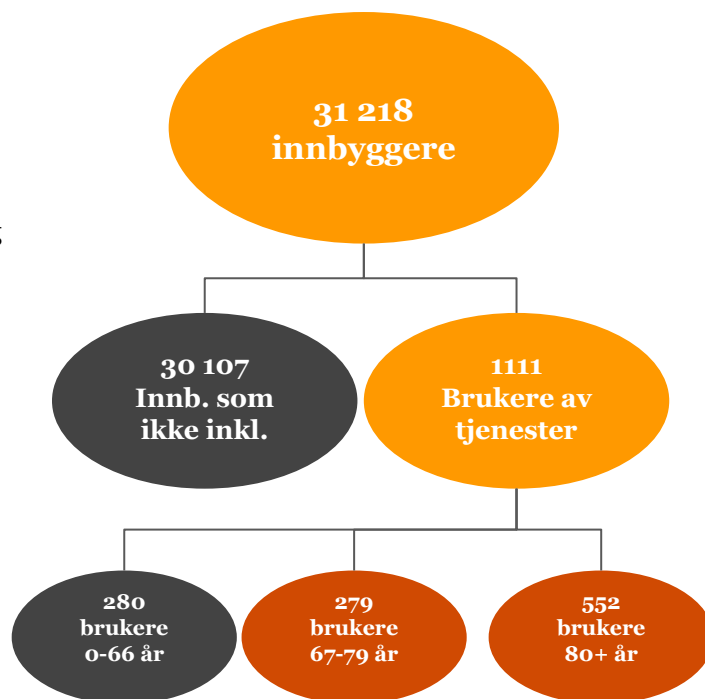 31 218
innbyggere
30 107
Innb. som
ikke inkl.
1111
Brukere av
tjenester
280
brukere
0-66 år
279
brukere
67-79 år
552
brukere
80+ år